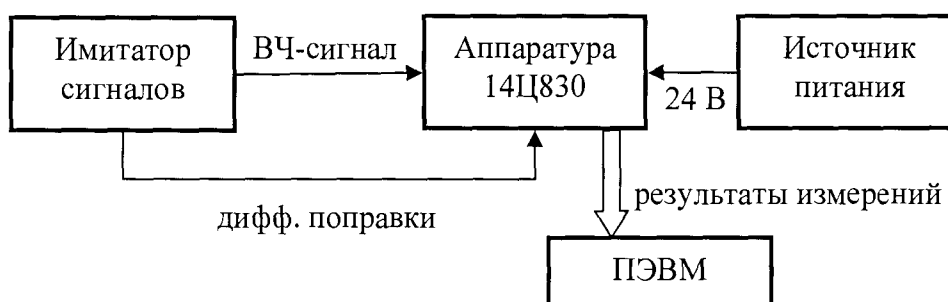 Имитатор
сигналов
ВЧ-сигнал
Аппаратура
14Ц830
24 В
Источник
питания
дифф. поправки
результаты измерений
ПЭВМ